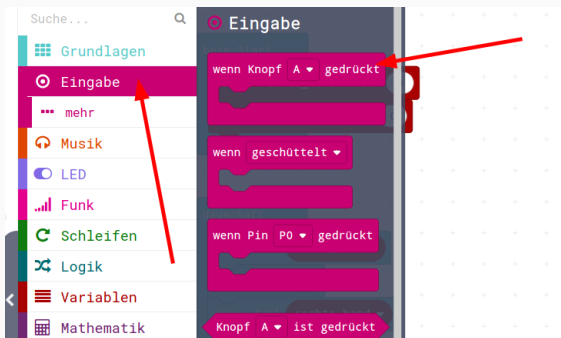 Suche...
Grundlagen
Eingabe
mehr
Musik
LED
Funk
Schleifen
Logik
Variablen
Mathematik
Eingabe
wenn Knopf A gedrückt
wenn geschüttelt
wenn Pin P0 gedrückt
Knopf A ist gedrückt